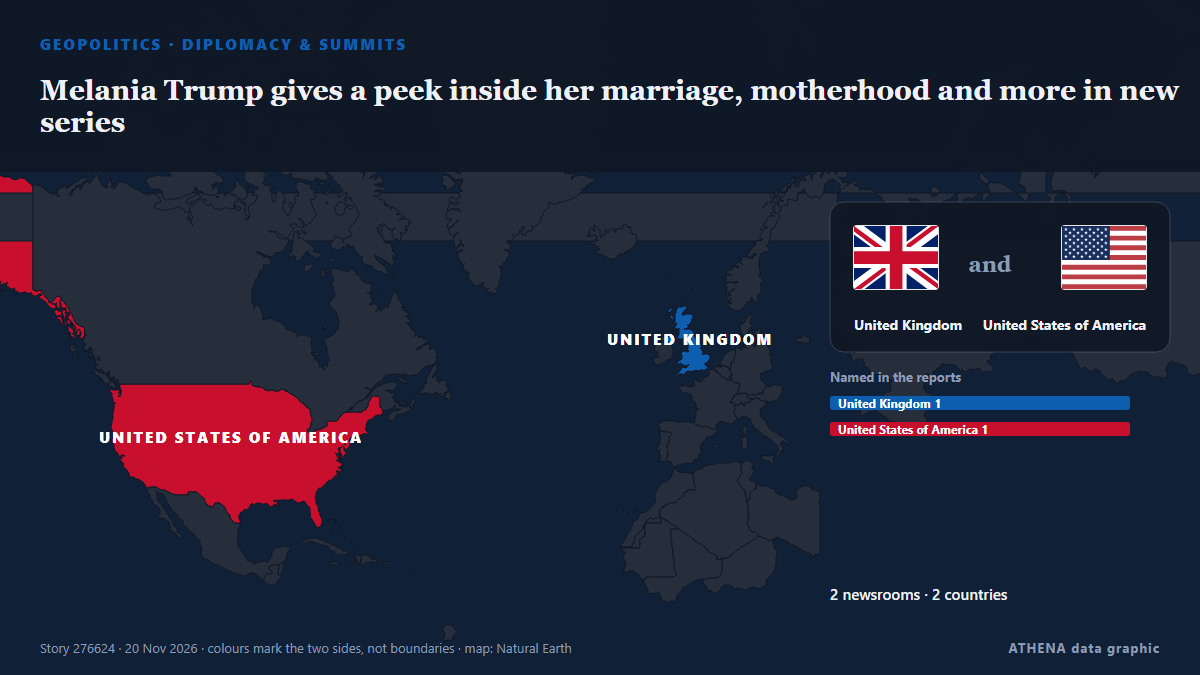 GEOPOLITICS · DIPLOMACY & SUMMITS
Melania Trump gives a peek inside her marriage, motherhood and more in new
series
and
United Kingdom
United States of America
UNITED KINGDOM
Named in the reports
United Kingdom 1
United States of America 1
UNITED STATES OF AMERICA
2 newsrooms · 2 countries
Story 276624 · 20 Nov 2026 · colours mark the two sides, not boundaries · map: Natural Earth
ATHENA data graphic